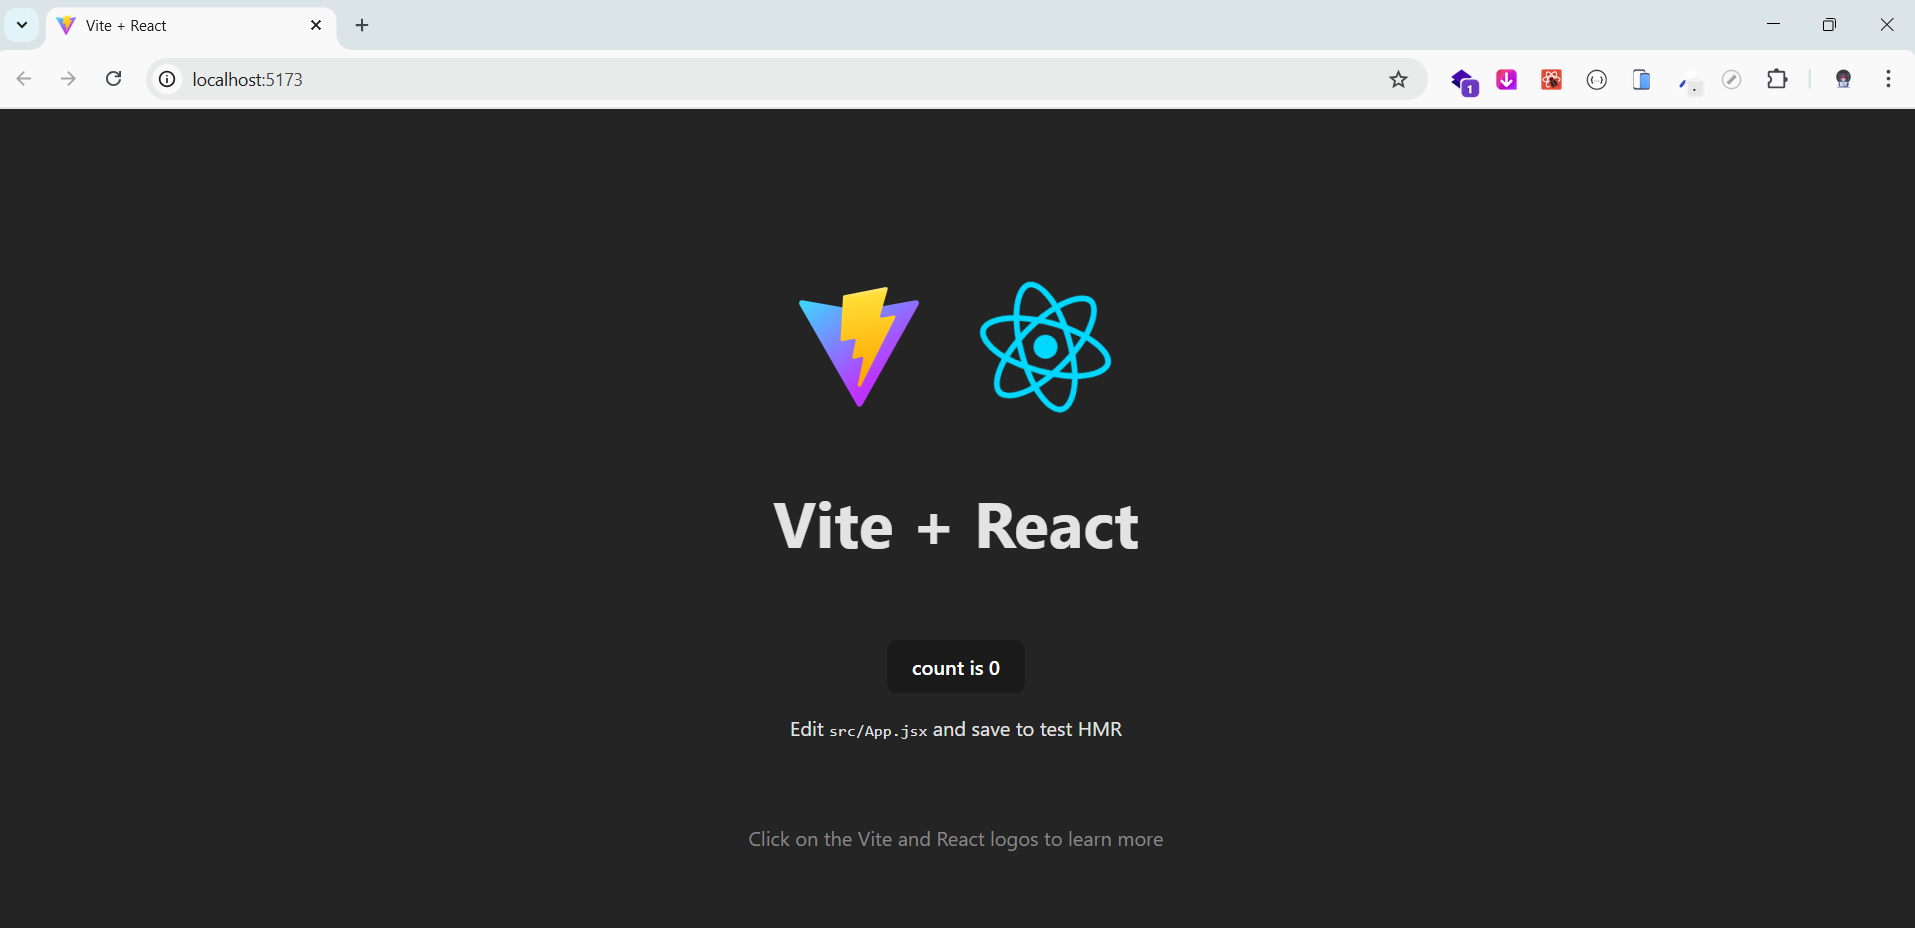 Vite + React
localhost:5173
1
Vite + React
count is 0
Edit src/App.jsx and save to test HMR
Click on the Vite and React logos to learn more